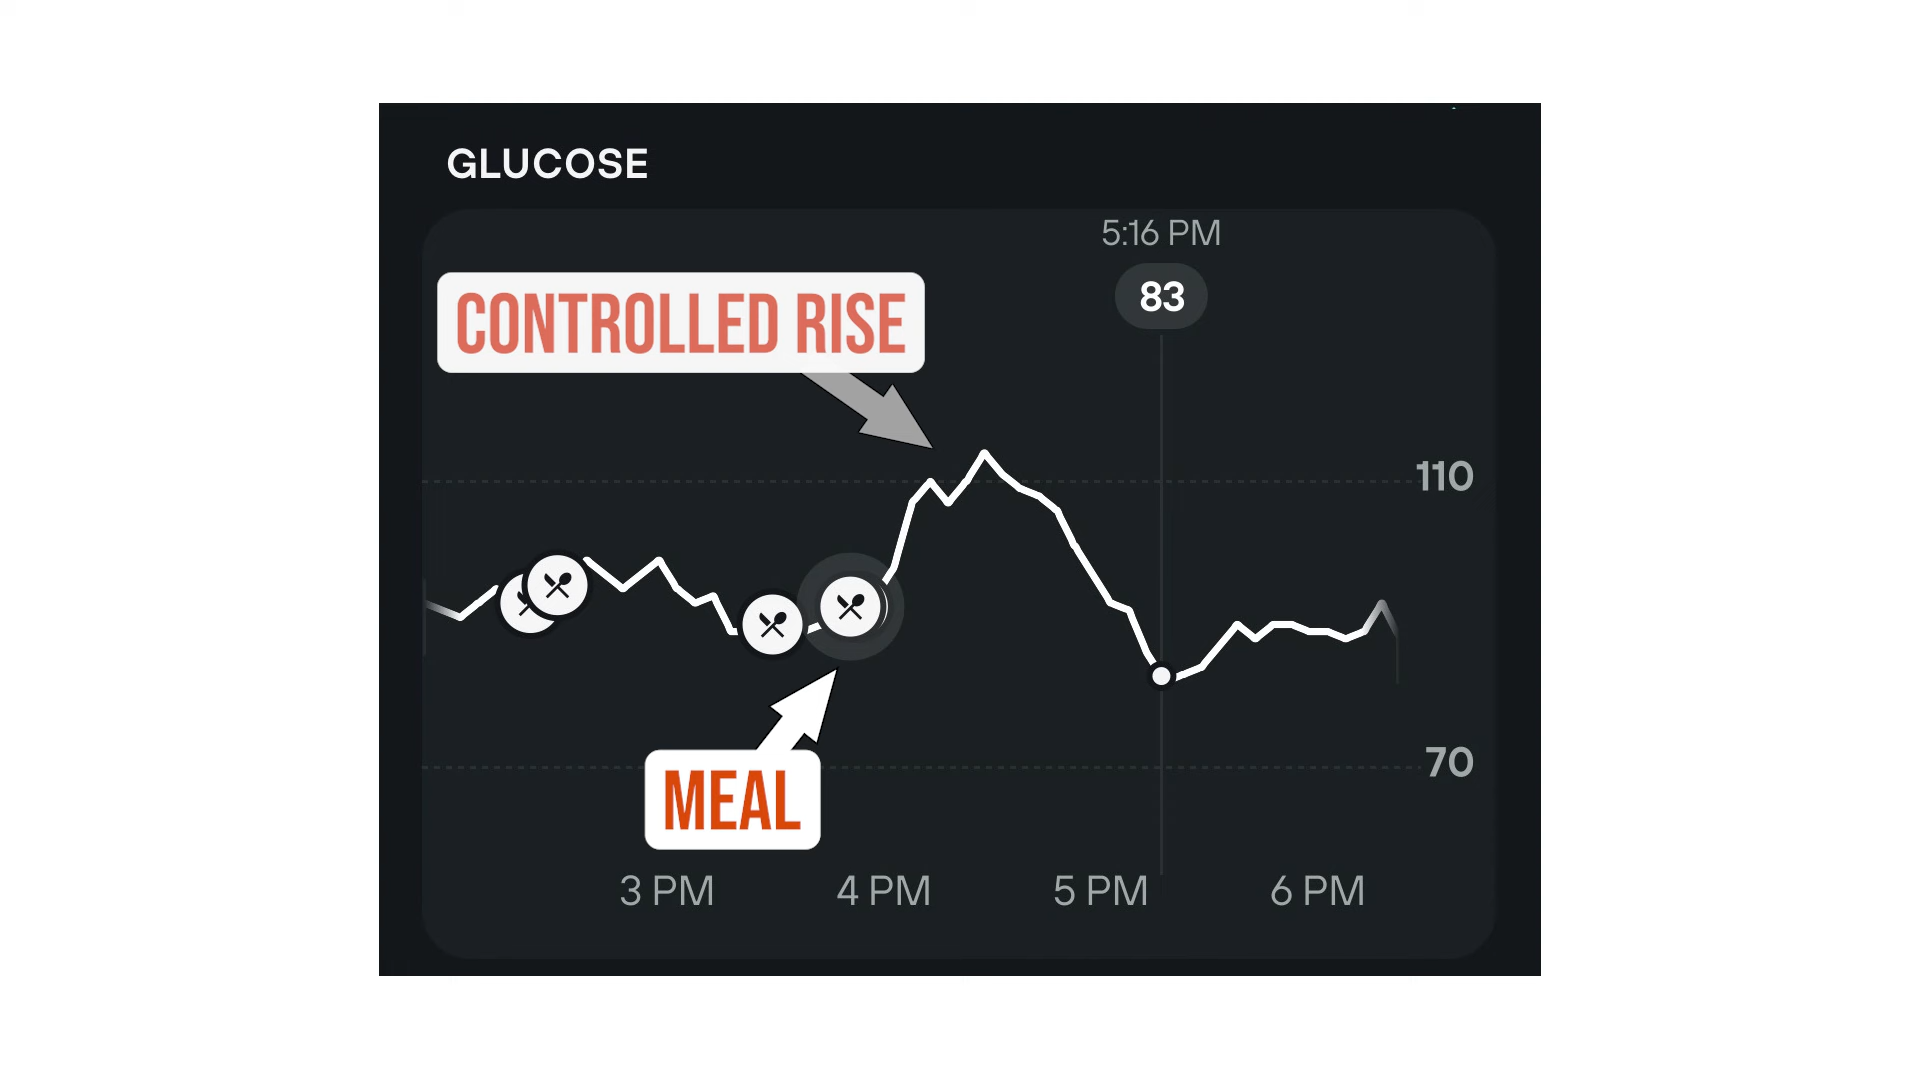 GLUCOSE
5:16 PM
83
CONTROLLED RISE
110
70
MEAL
3 PM
4 PM
5 PM
6 PM